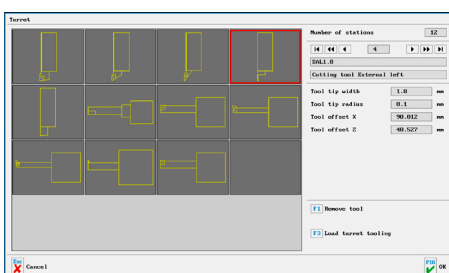 Turret
Number of stations 12
4
SAL1.0
Cutting tool External left
Tool tip width 1.0 mm
Tool tip radius 0.1 mm
Tool offset X 90.012 mm
Tool offset Z 40.527 mm
F1 Remove tool
F3 Load turret tooling
Esc Cancel
F10 OK